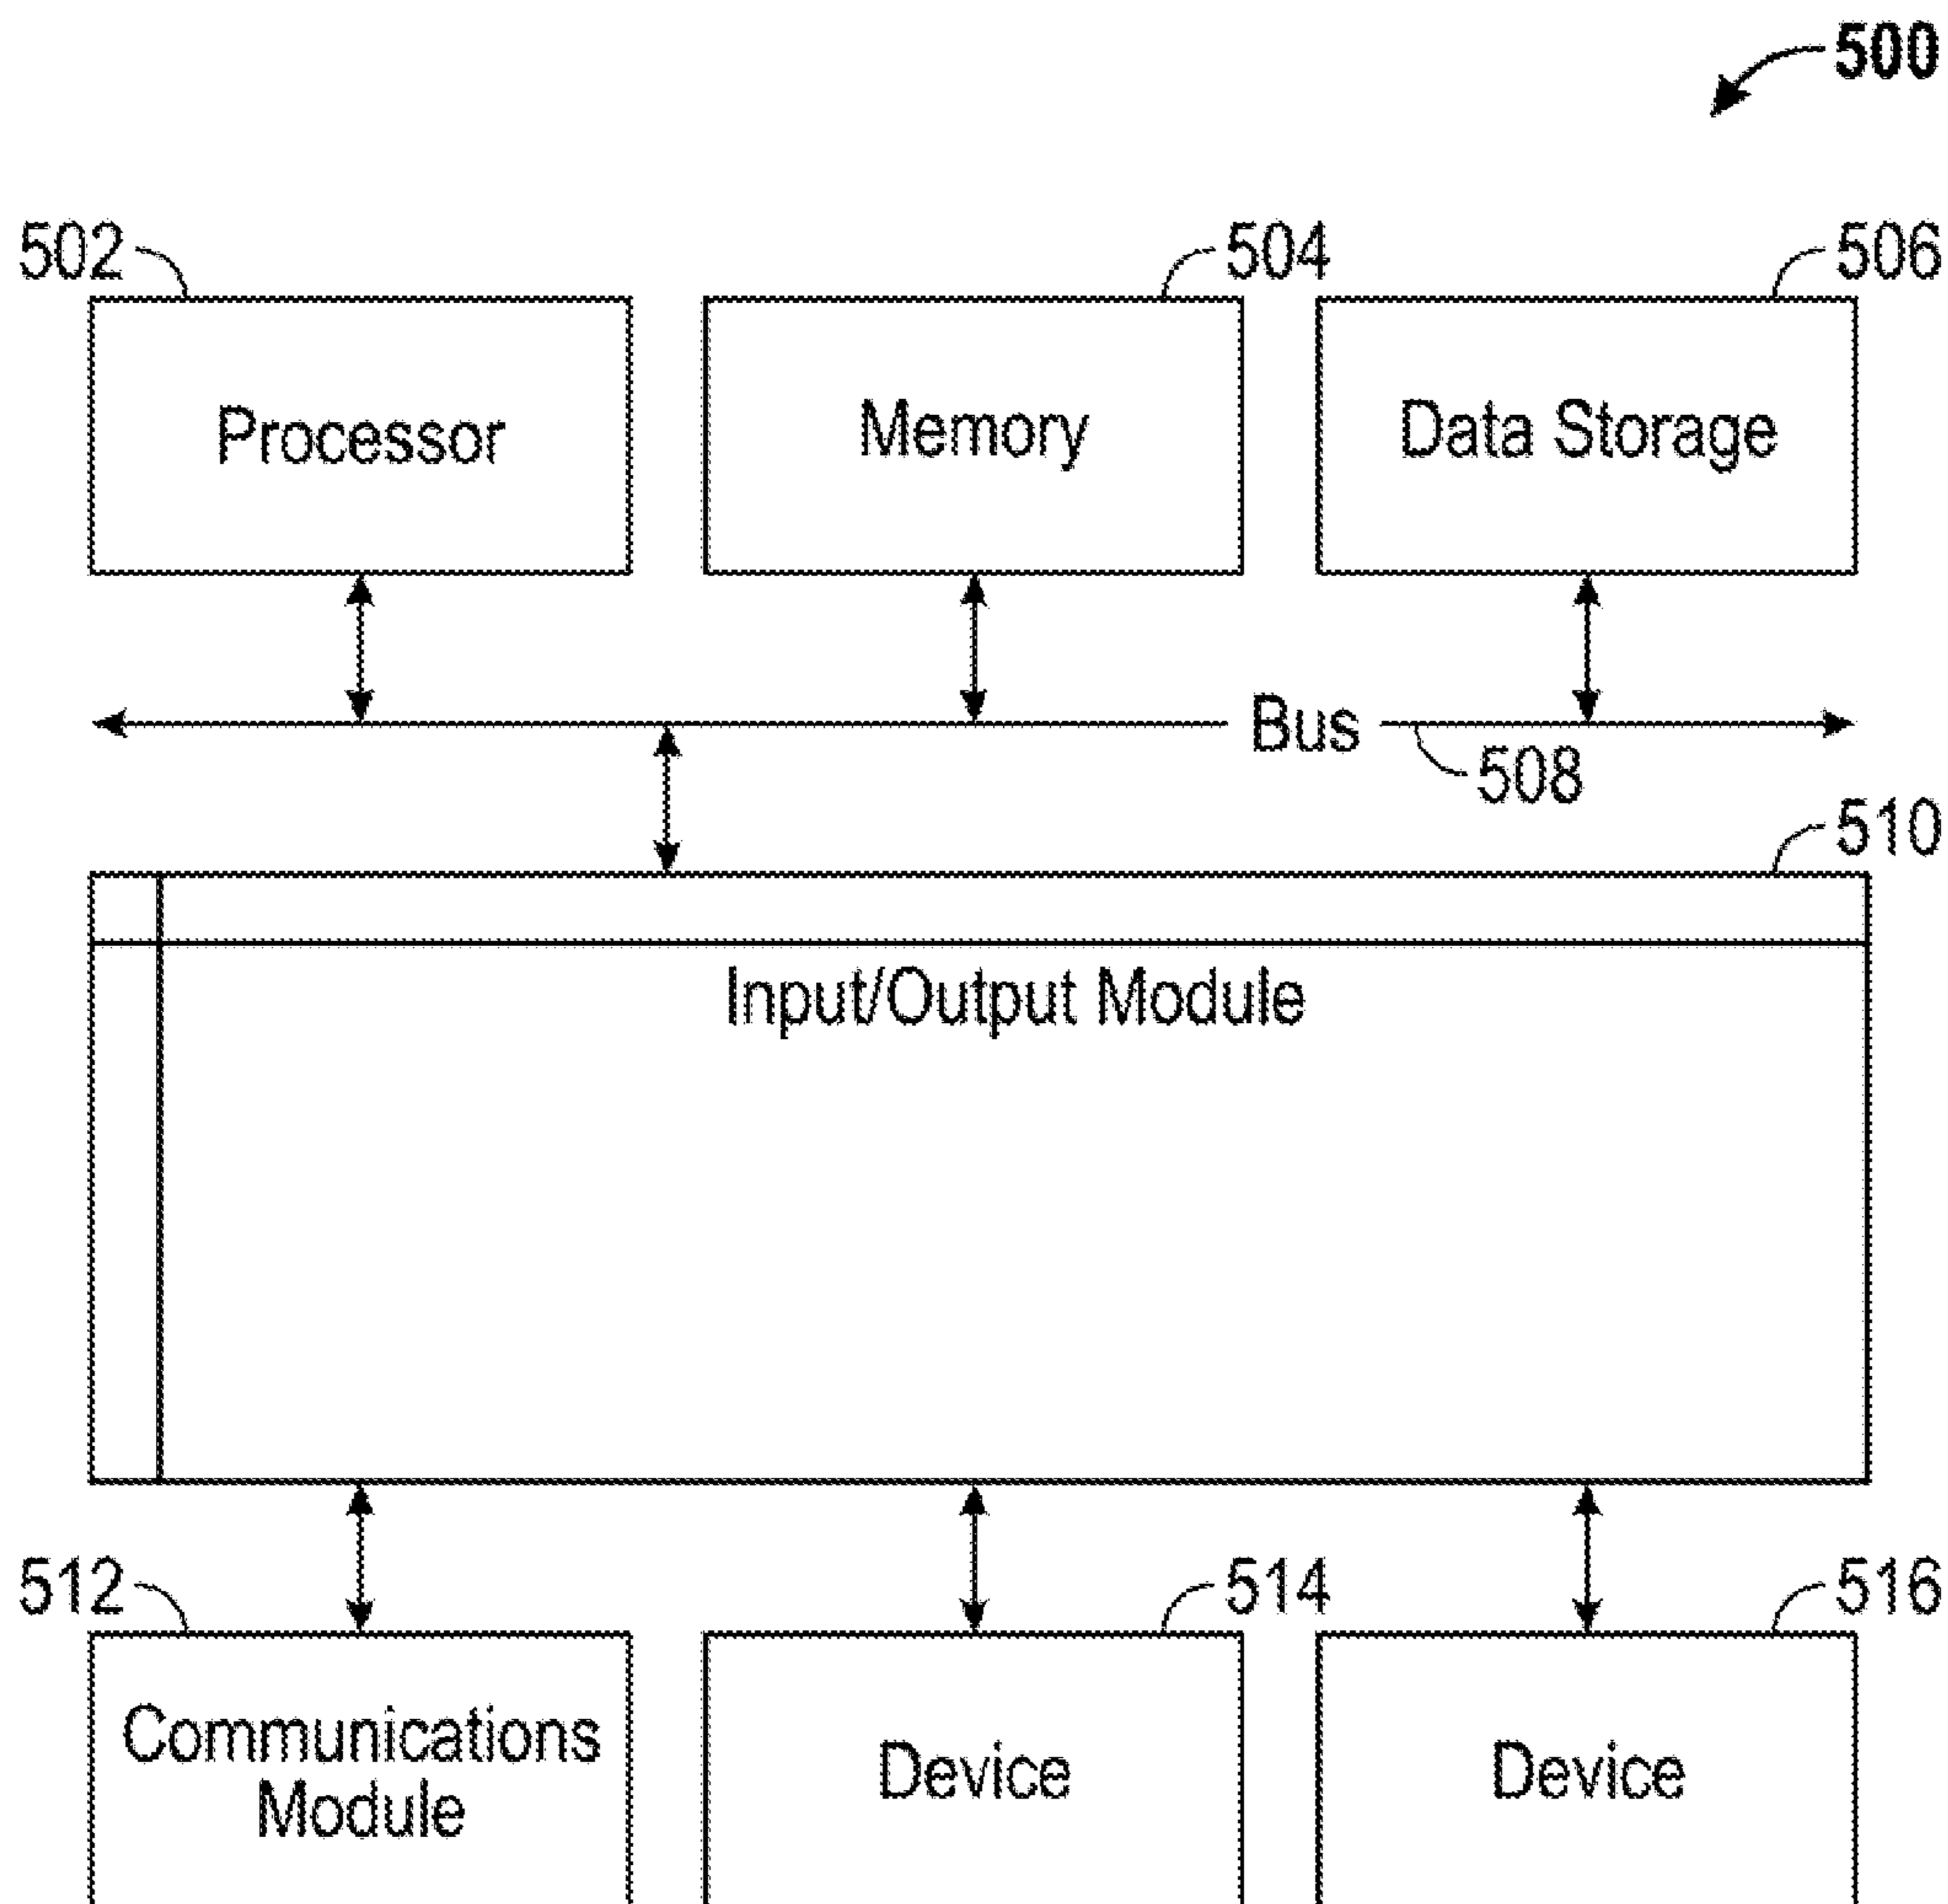 500
502
504
506
Processor
Memory
Data Storage
Bus
508
510
Input/Output Module
512
514
516
Communications
Module
Device
Device